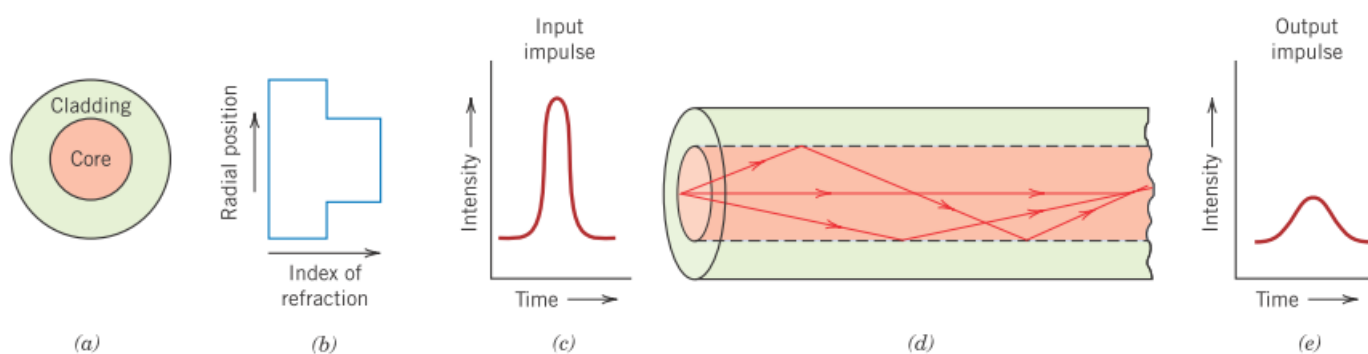 Cladding
Core
(a)
Radial position
Index of
refraction
(b)
Input
impulse
Intensity
Time
(c)
(d)
Output
impulse
Intensity
Time
(e)